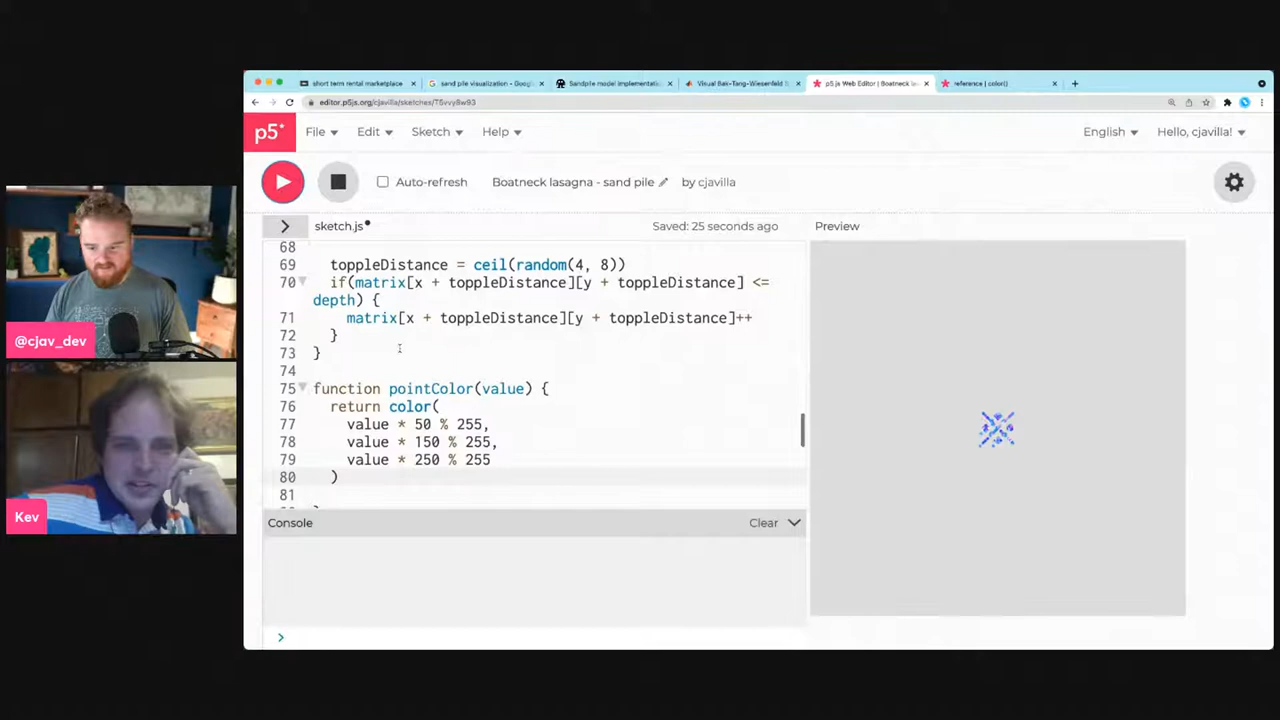 short term rental marketplace
sand pile visualization - Goog
Sandpile model implementation
Visual Bak-Tang-Wiesenfeld S
p5.js Web Editor | Boatneck la
reference | color()
editor.p5js.org/cjavilla/sketches/
p5*
File
Edit
Sketch
Help
English
Hello, cjavilla!
Auto-refresh
Boatneck lasagna - sand pile
by cjavilla
sketch.js
Saved: 25 seconds ago
Preview
68
69 toppleDistance = ceil(random(4, 8))
70 if(matrix[x + toppleDistance][y + toppleDistance] <=
depth) {
71 matrix[x + toppleDistance][y + toppleDistance]++
72 }
73 }
74
75 function pointColor(value) {
76 return color(
77 value * 50 % 255,
78 value * 150 % 255,
79 value * 250 % 255
80 )
81
Console
Clear
>
@cjav_dev
Kev